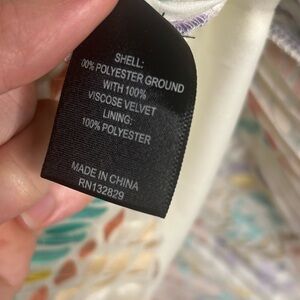 SHELL:
00% POLYESTER GROUND
WITH 100%
VISCOSE VELVET
LINING:
100% POLYESTER
MADE IN CHINA
RN132829